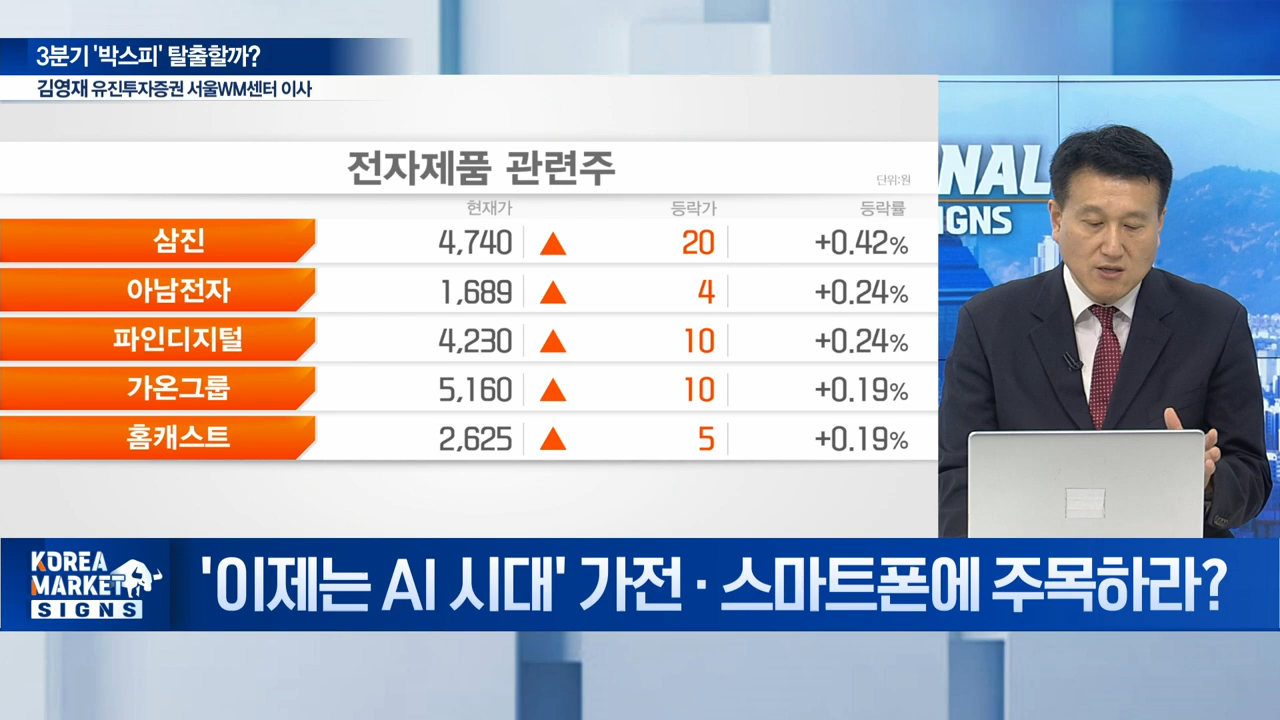 3분기 '박스피' 탈출할까?
김영재 유진투자증권 서울WM센터 이사
전자제품 관련주
단위:원
현재가 등락가 등락률
삼진 4,740 ▲ 20 +0.42%
아남전자 1,689 ▲ 4 +0.24%
파인디지털 4,230 ▲ 10 +0.24%
가온그룹 5,160 ▲ 10 +0.19%
홈캐스트 2,625 ▲ 5 +0.19%
NAL
IGNS
KOREA
MARKET
SIGNS
'이제는 AI 시대' 가전·스마트폰에 주목하라?